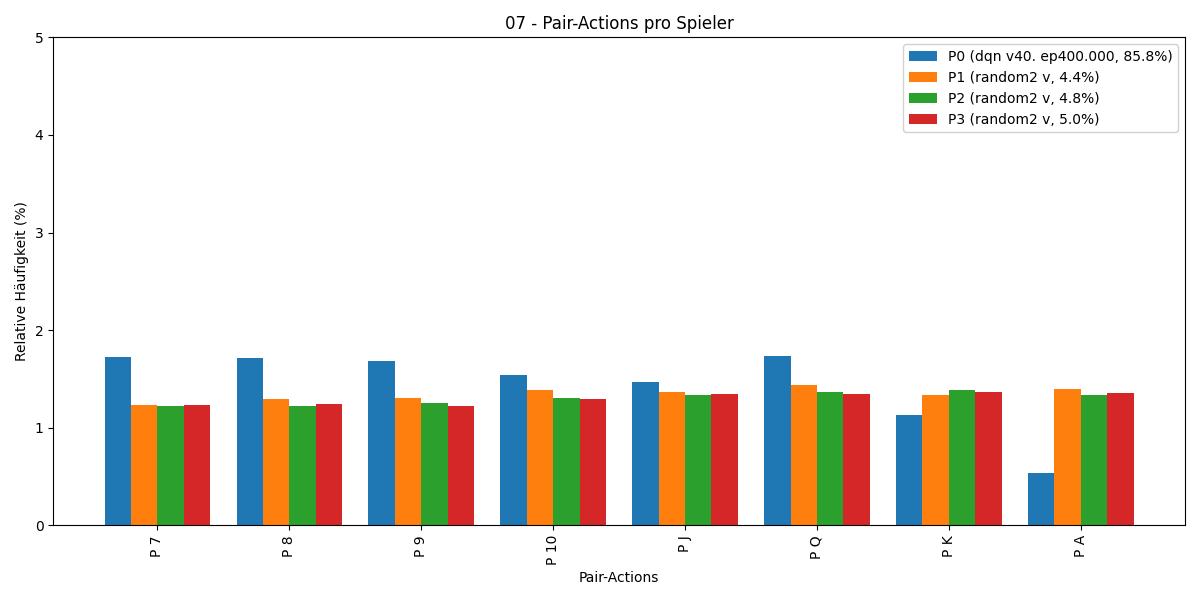 07 - Pair-Actions pro Spieler
P0 (dqn v40. ep400.000, 85.8%)
P1 (random2 v, 4.4%)
P2 (random2 v, 4.8%)
P3 (random2 v, 5.0%)
Relative Häufigkeit (%)
5
4
3
2
1
0
P 7
P 8
P 9
P 10
P J
P Q
P K
P A
Pair-Actions